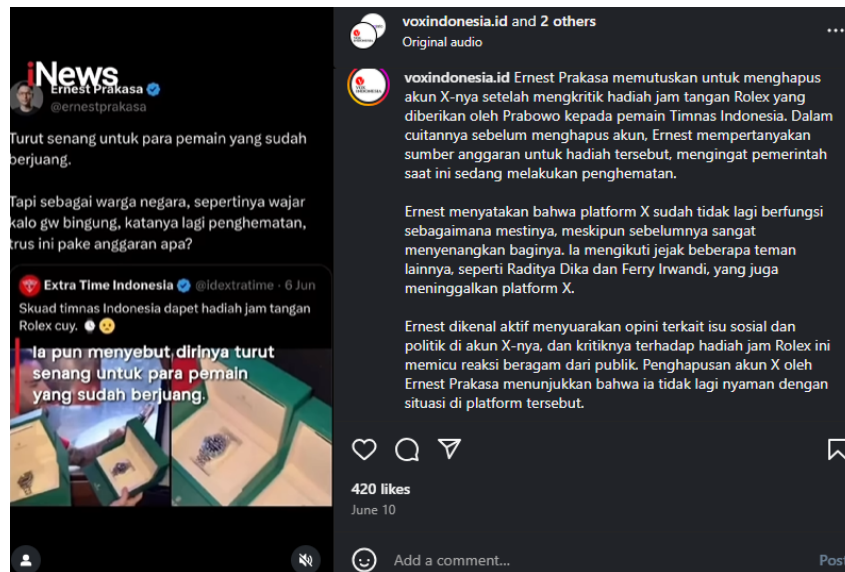 iNews
Ernest Prakasa
@ernestprakasa
Turut senang untuk para pemain yang sudah
berjuang.
Tapi sebagai warga negara, sepertinya wajar
kalo gw bingung, katanya lagi penghematan,
trus ini pake anggaran apa?
Extra Time Indonesia @idextratime · 6 Jun
Skuad timnas Indonesia dapet hadiah jam tangan
Rolex cuy. ⌚😗
Ia pun menyebut dirinya turut
senang untuk para pemain
yang sudah berjuang.
voxindonesia.id and 2 others
Original audio
voxindonesia.id Ernest Prakasa memutuskan untuk menghapus
akun X-nya setelah mengkritik hadiah jam tangan Rolex yang
diberikan oleh Prabowo kepada pemain Timnas Indonesia. Dalam
cuitannya sebelum menghapus akun, Ernest mempertanyakan
sumber anggaran untuk hadiah tersebut, mengingat pemerintah
saat ini sedang melakukan penghematan.
Ernest menyatakan bahwa platform X sudah tidak lagi berfungsi
sebagaimana mestinya, meskipun sebelumnya sangat
menyenangkan baginya. Ia mengikuti jejak beberapa teman
lainnya, seperti Raditya Dika dan Ferry Irwandi, yang juga
meninggalkan platform X.
Ernest dikenal aktif menyuarakan opini terkait isu sosial dan
politik di akun X-nya, dan kritiknya terhadap hadiah jam Rolex ini
memicu reaksi beragam dari publik. Penghapusan akun X oleh
Ernest Prakasa menunjukkan bahwa ia tidak lagi nyaman dengan
situasi di platform tersebut.
420 likes
June 10
Add a comment...
Post